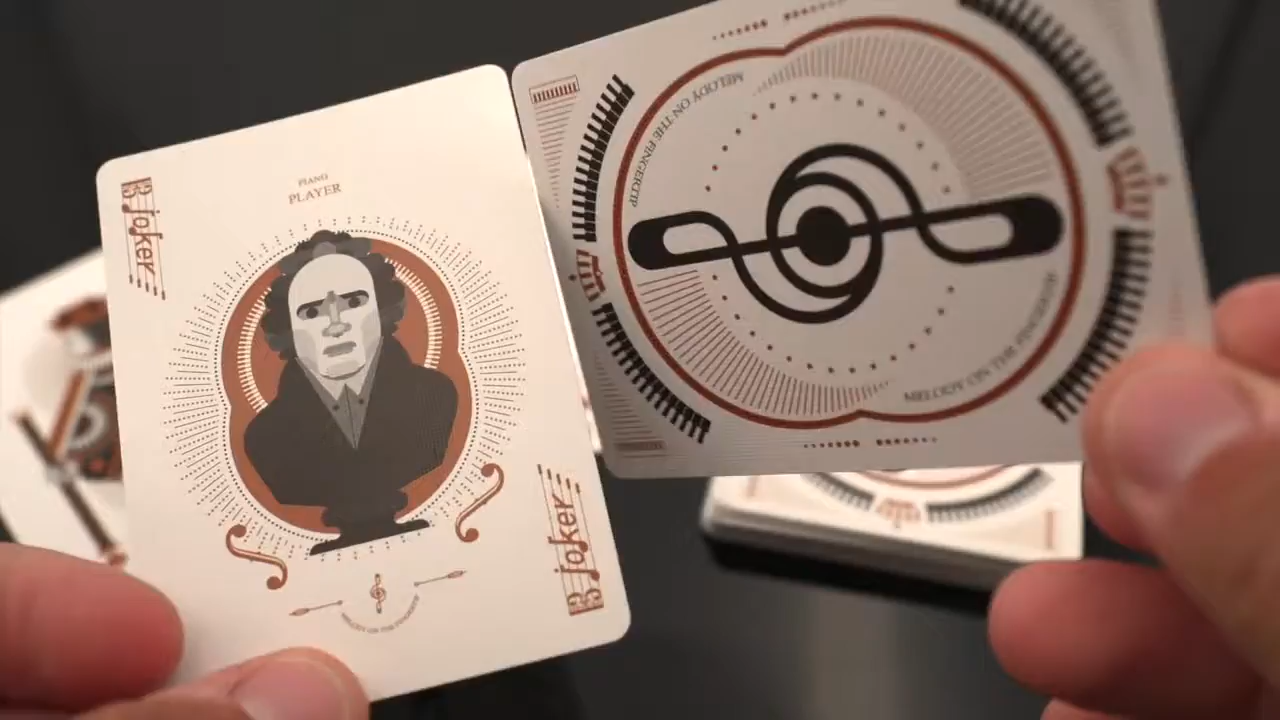 Joker
PIANO
PLAYER
Joker
MELODY ON THE FINGERTIP
MELODY ON THE FINGERTIP
MELODY ON THE FINGERTIP